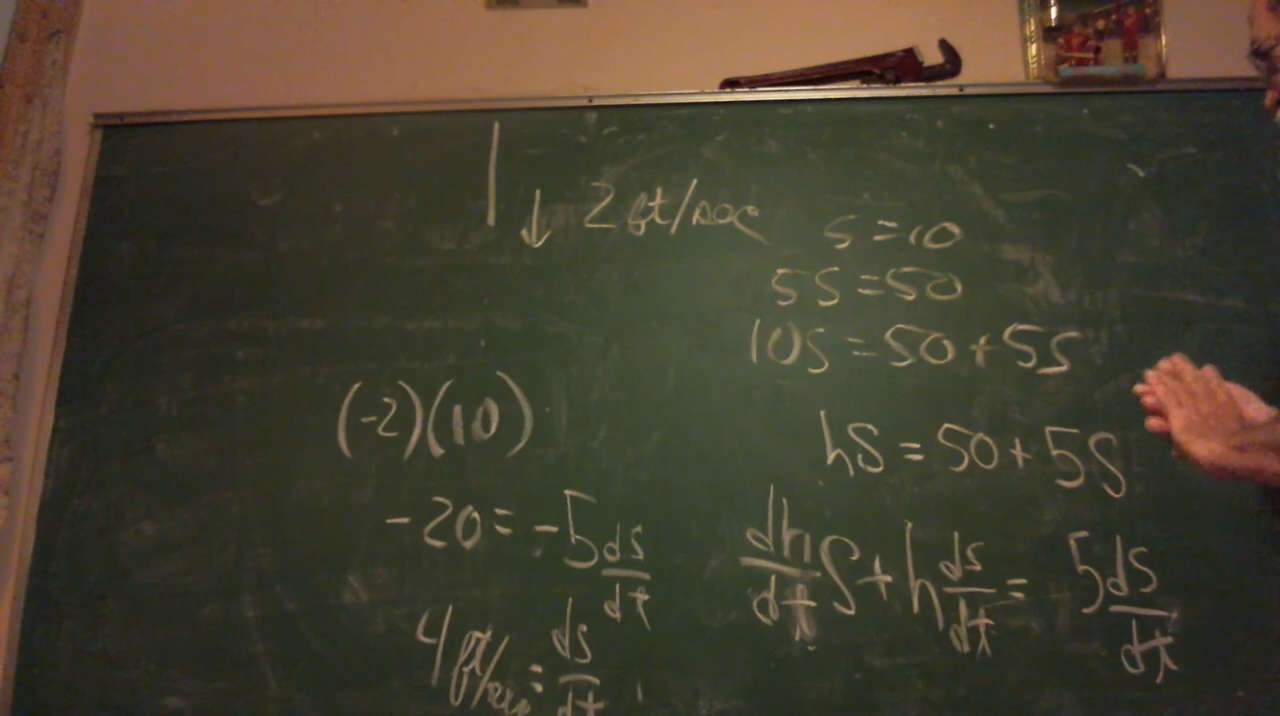 ↓ 2 ft/sec
s = 10
5s = 50
10s = 50 + 5s
hs = 50 + 5s
dh/dt s + h ds/dt = 5 ds/dt
(-2)(10)
-20 = -5 ds/dt
4 ft/sec = ds/dt